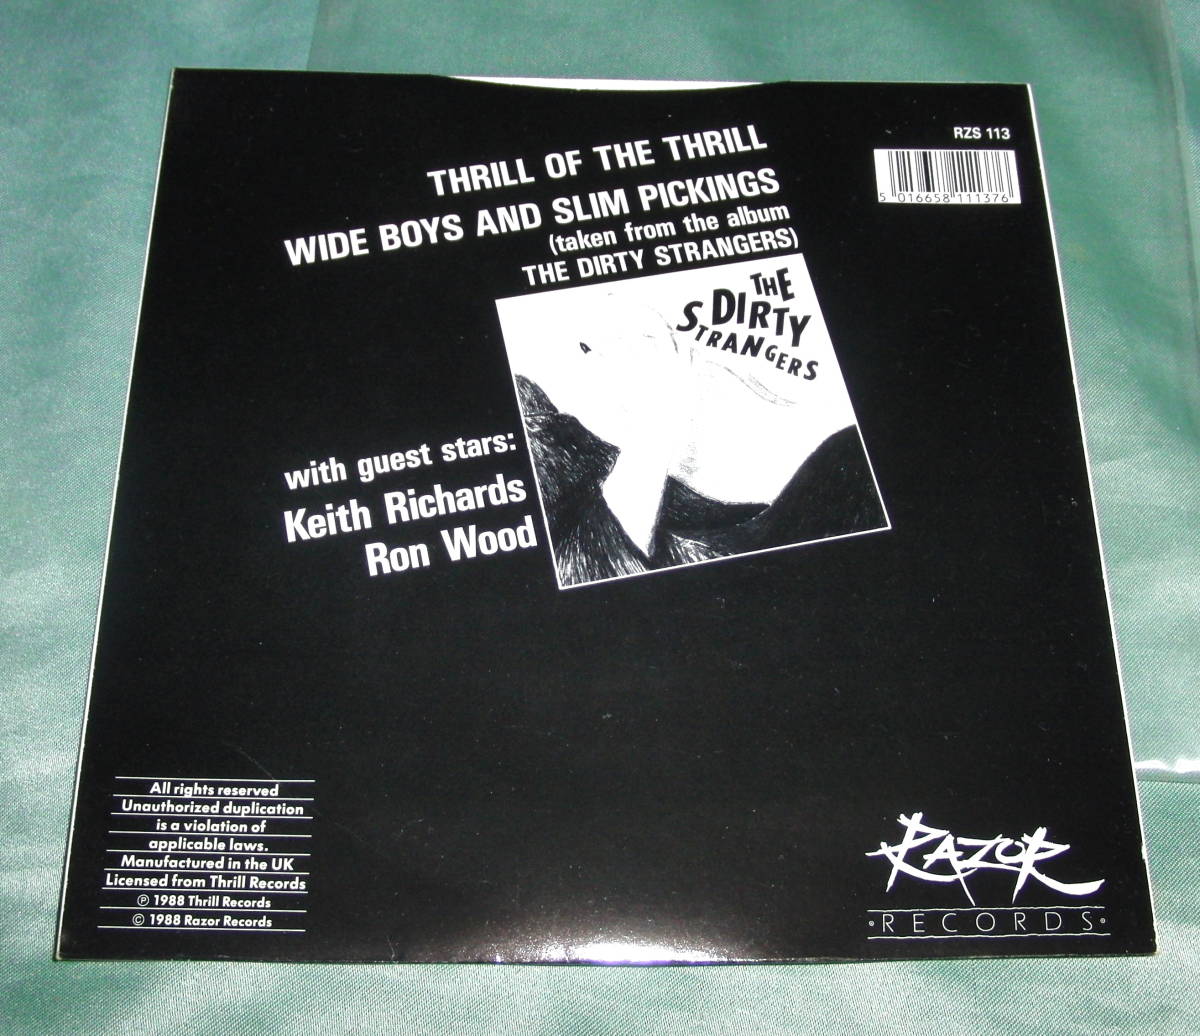 RZS 113
5 016658 111376
THRILL OF THE THRILL
WIDE BOYS AND SLIM PICKINGS
(taken from the album
THE DIRTY STRANGERS)
THE
DIRTY
STRANGERS
with guest stars:
Keith Richards
Ron Wood
All rights reserved
Unauthorized duplication
is a violation of
applicable laws.
Manufactured in the UK
Licensed from Thrill Records
℗ 1988 Thrill Records
© 1988 Razor Records
RAZOR
•RECORDS•